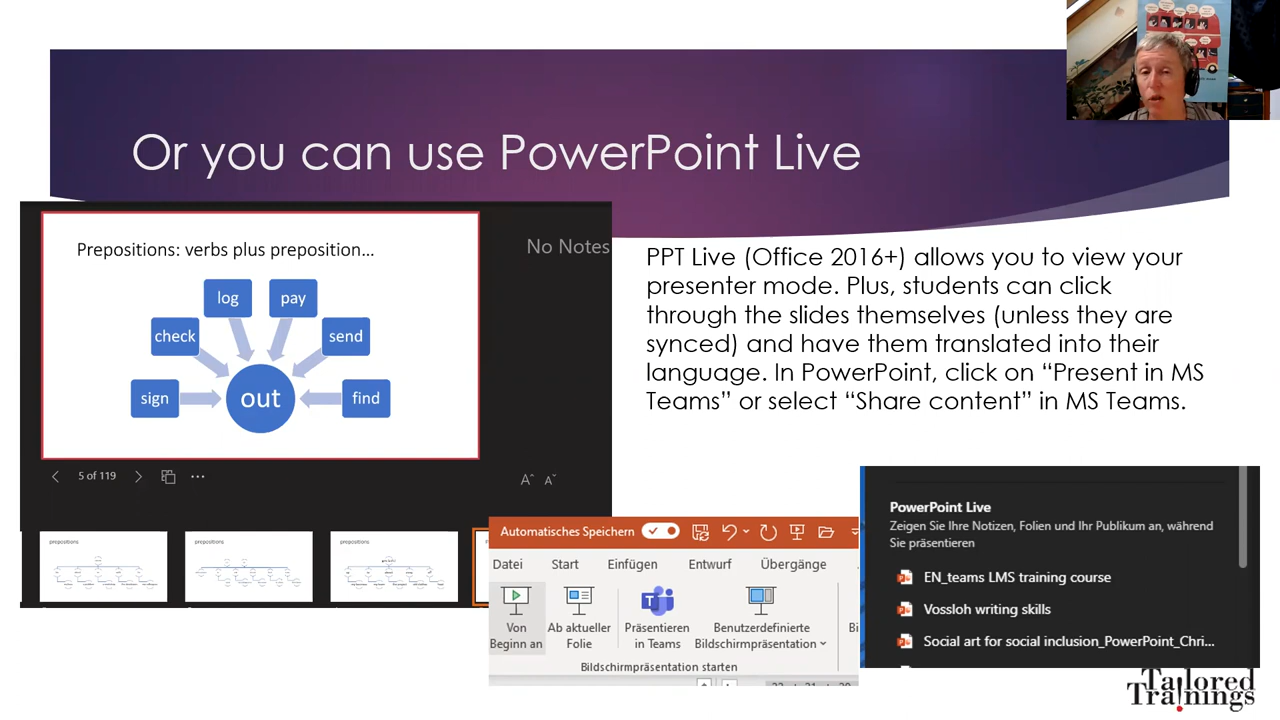 Or you can use PowerPoint Live
Prepositions: verbs plus preposition...
log
pay
check
send
sign
out
find
No Notes
5 of 119
prepositions
prepositions
prepositions
PPT Live (Office 2016+) allows you to view your
presenter mode. Plus, students can click
through the slides themselves (unless they are
synced) and have them translated into their
language. In PowerPoint, click on “Present in MS
Teams” or select “Share content” in MS Teams.
Automatisches Speichern
Datei Start Einfügen Entwurf Übergänge
Von
Beginn an
Ab aktueller
Folie
Präsentieren
in Teams
Benutzerdefinierte
Bildschirmpräsentation
Bildschirmpräsentation starten
PowerPoint Live
Zeigen Sie Ihre Notizen, Folien und Ihr Publikum an, während
Sie präsentieren
EN_teams LMS training course
Vossloh writing skills
Social art for social inclusion_PowerPoint_Chri...
Tailored
Trainings